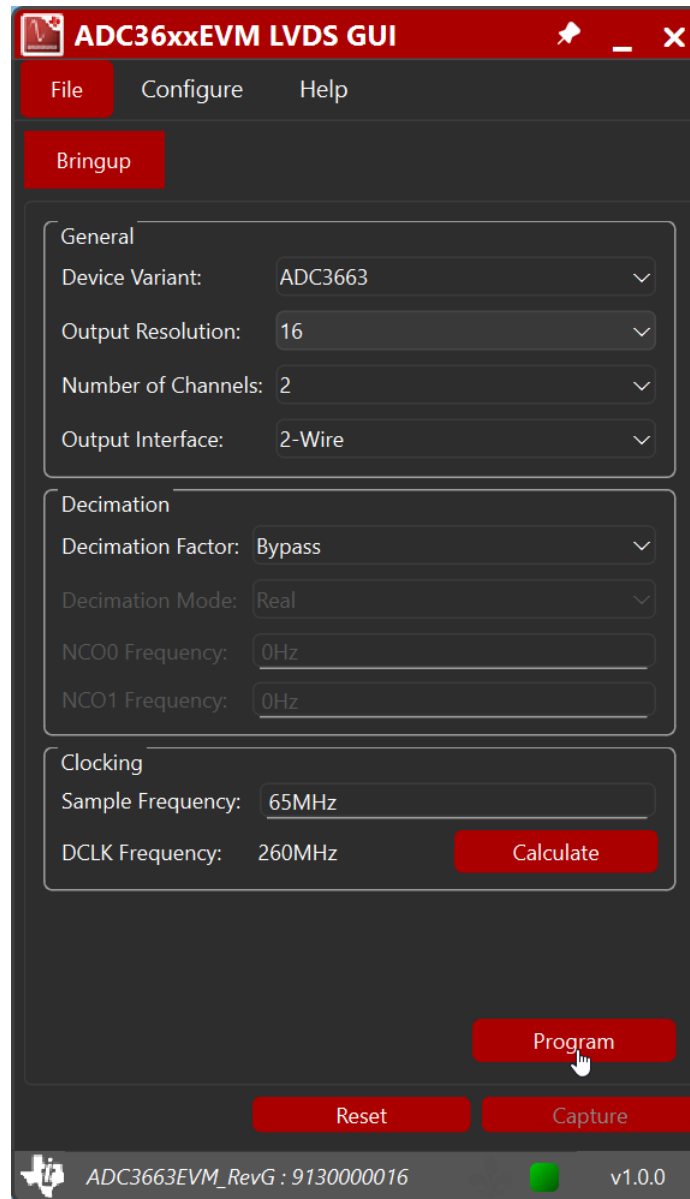 ADC36xxEVM LVDS GUI
File Configure Help
Bringup
General
Device Variant: ADC3663
Output Resolution: 16
Number of Channels: 2
Output Interface: 2-Wire
Decimation
Decimation Factor: Bypass
Decimation Mode: Real
NCO0 Frequency: 0Hz
NCO1 Frequency: 0Hz
Clocking
Sample Frequency: 65MHz
DCLK Frequency: 260MHz Calculate
Program
Reset Capture
ADC3663EVM_RevG : 9130000016 v1.0.0